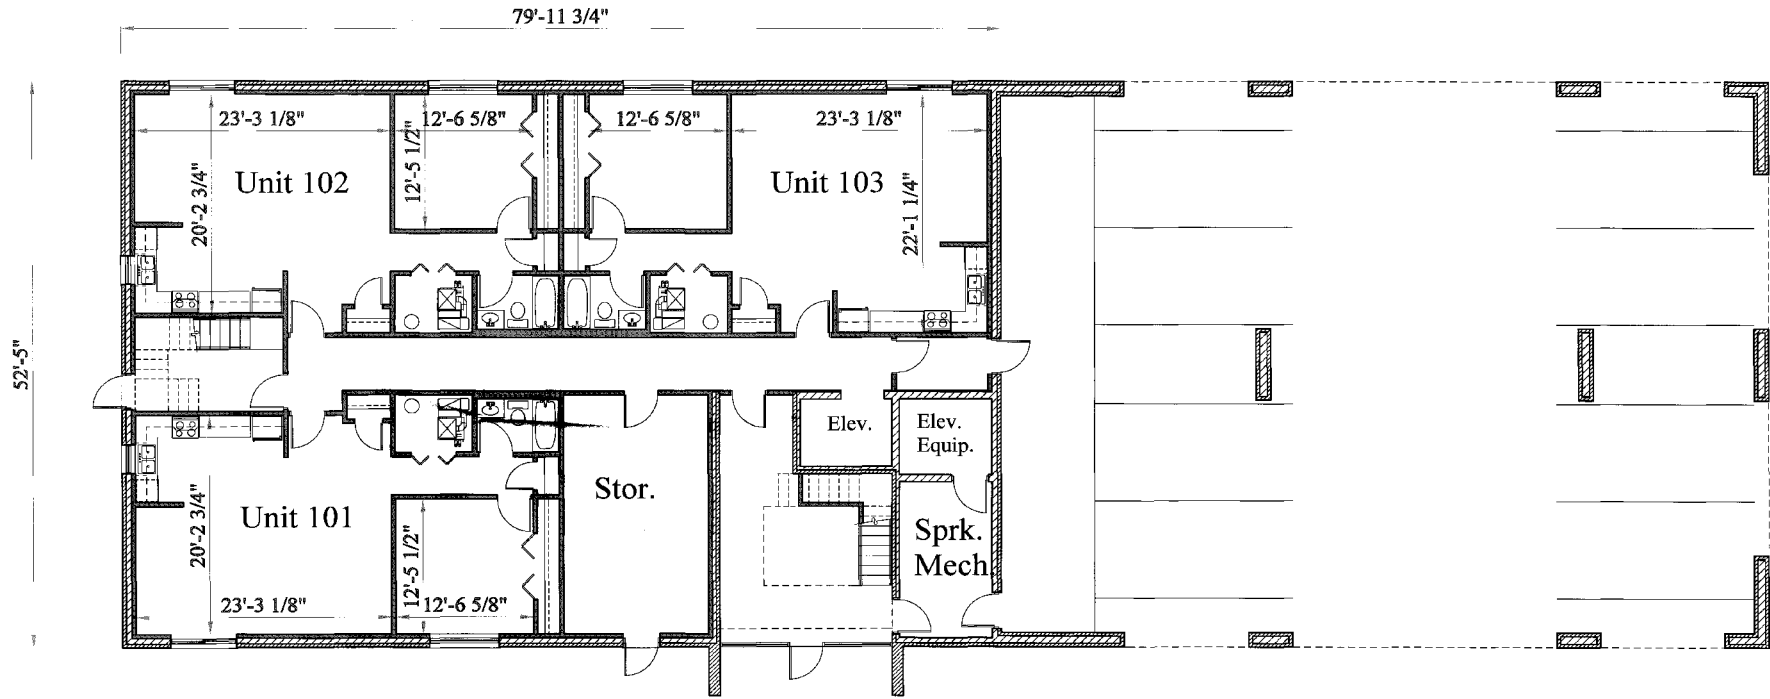 79'-11 3/4"
23'-3 1/8"
12'-6 5/8"
12'-6 5/8"
23'-3 1/8"
12'-5 1/2"
Unit 102
Unit 103
20'-2 3/4"
22'-1 1/4"
52'-5"
Elev.
Elev.
Equip.
Stor.
Unit 101
20'-2 3/4"
Sprk.
Mech.
12'-5 1/2"
23'-3 1/8"
12'-6 5/8"